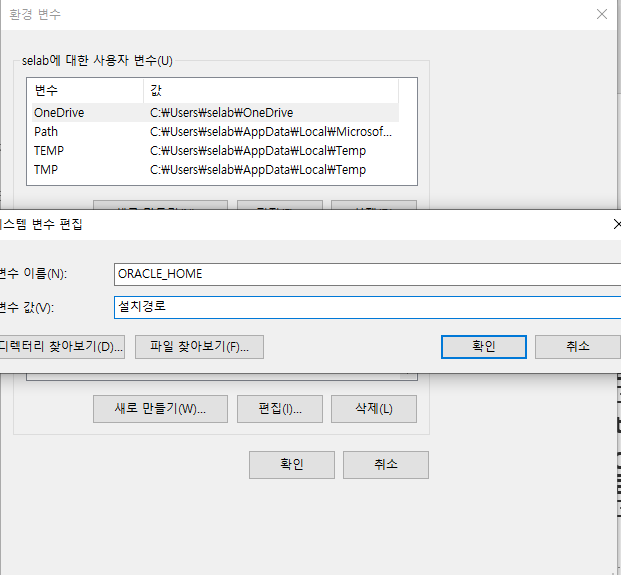 환경 변수
selab에 대한 사용자 변수(U)
변수 값
OneDrive C:₩Users₩selab₩OneDrive
Path C:₩Users₩selab₩AppData₩Local₩Microsof...
TEMP C:₩Users₩selab₩AppData₩Local₩Temp
TMP C:₩Users₩selab₩AppData₩Local₩Temp
스템 변수 편집
변수 이름(N): ORACLE_HOME
변수 값(V): 설치경로
디렉터리 찾아보기(D)... 파일 찾아보기(F)... 확인 취소
새로 만들기(W)... 편집(I)... 삭제(L)
확인 취소